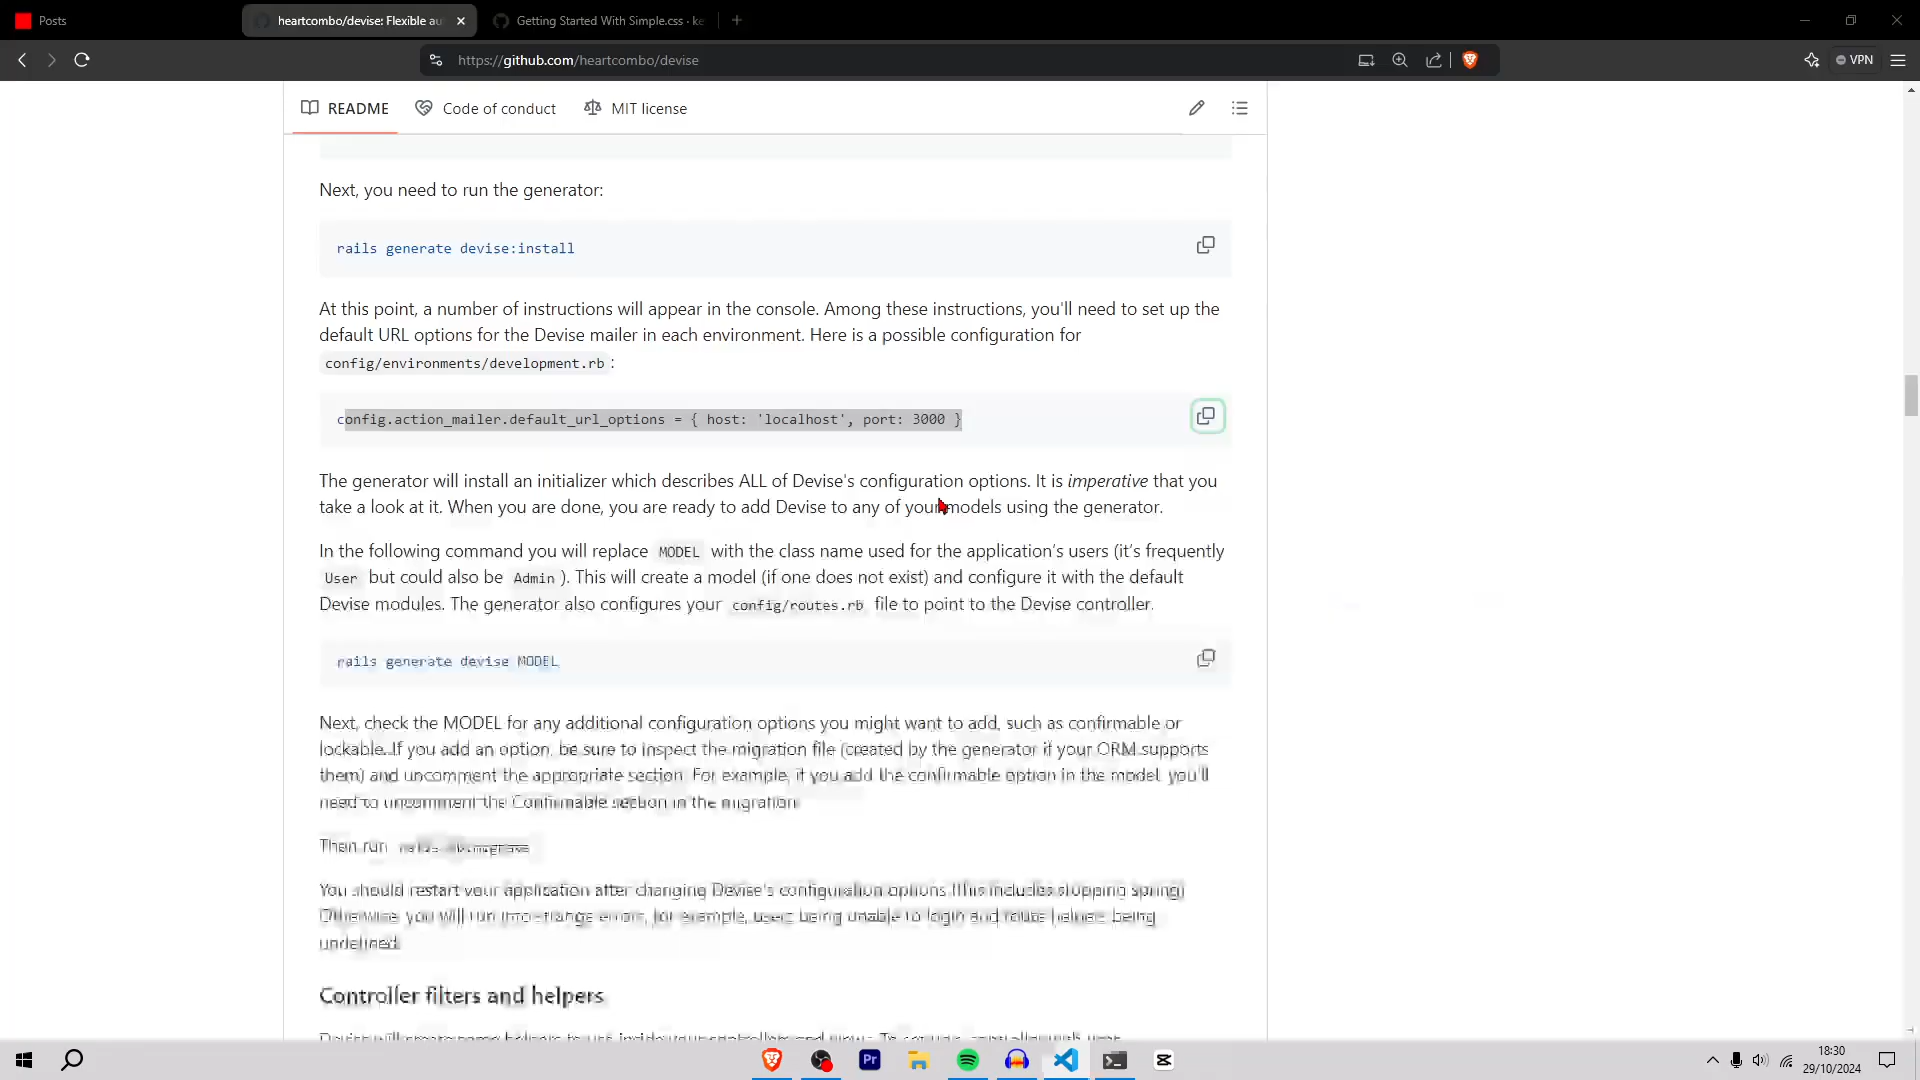 Posts
heartcombo/devise: Flexible au
Getting Started With Simple.css · ke
https://github.com/heartcombo/devise
VPN
README
Code of conduct
MIT license
Next, you need to run the generator:
rails generate devise:install
At this point, a number of instructions will appear in the console. Among these instructions, you'll need to set up the
default URL options for the Devise mailer in each environment. Here is a possible configuration for
config/environments/development.rb :
config.action_mailer.default_url_options = { host: 'localhost', port: 3000 }
The generator will install an initializer which describes ALL of Devise's configuration options. It is imperative that you
take a look at it. When you are done, you are ready to add Devise to any of your models using the generator.
In the following command you will replace MODEL with the class name used for the application's users (it's frequently
User but could also be Admin ). This will create a model (if one does not exist) and configure it with the default
Devise modules. The generator also configures your config/routes.rb file to point to the Devise controller.
rails generate devise MODEL
Next, check the MODEL for any additional configuration options you might want to add, such as confirmable or
lockable. If you add an option, be sure to inspect the migration file (created by the generator if your ORM supports
them) and uncomment the appropriate section. For example, if you add the confirmable option in the model, you'll
need to uncomment the Confirmable section in the migration
Then run
You should restart your application after changing Devise's configuration options (this includes stopping spring)
Otherwise, you will run into strange errors, for example, users being unable to login and route helpers being
undefined.
Controller filters and helpers
Pr
18:30
29/10/2024